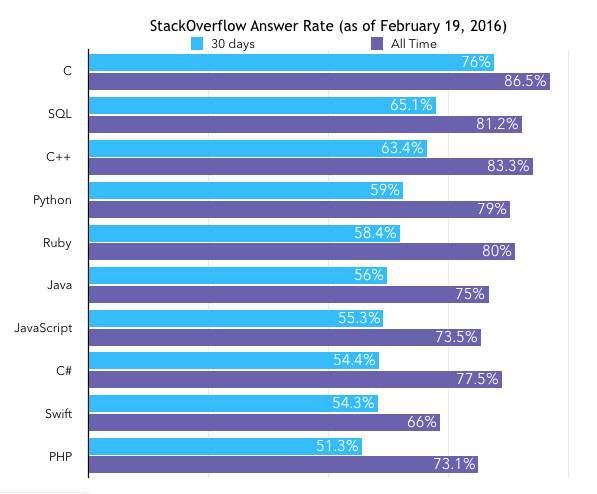 StackOverflow Answer Rate (as of February 19, 2016)
30 days All Time
C 76%
86.5%
SQL 65.1%
81.2%
C++ 63.4%
83.3%
Python 59%
79%
Ruby 58.4%
80%
Java 56%
75%
JavaScript 55.3%
73.5%
C# 54.4%
77.5%
Swift 54.3%
66%
PHP 51.3%
73.1%